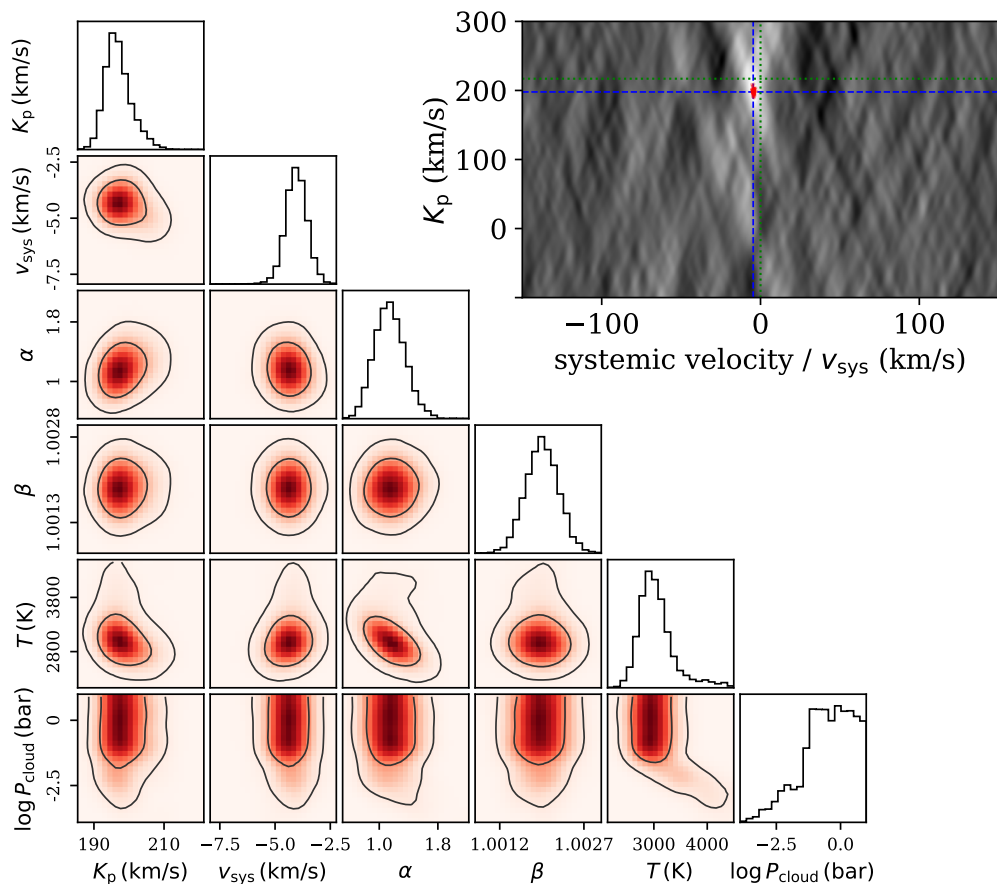 300
200
100
0
K_p (km/s)
−100
0
100
systemic velocity / v_sys (km/s)
K_p (km/s)
-2.5
-5.0
-7.5
v_sys (km/s)
1.8
1
α
1.0028
1.0013
β
3800
2800
T (K)
0
-2.5
log P_cloud (bar)
190
210
K_p (km/s)
−7.5
−5.0
−2.5
v_sys (km/s)
1.0
1.8
α
1.0012
1.0027
β
3000
4000
T (K)
−2.5
0.0
log P_cloud (bar)